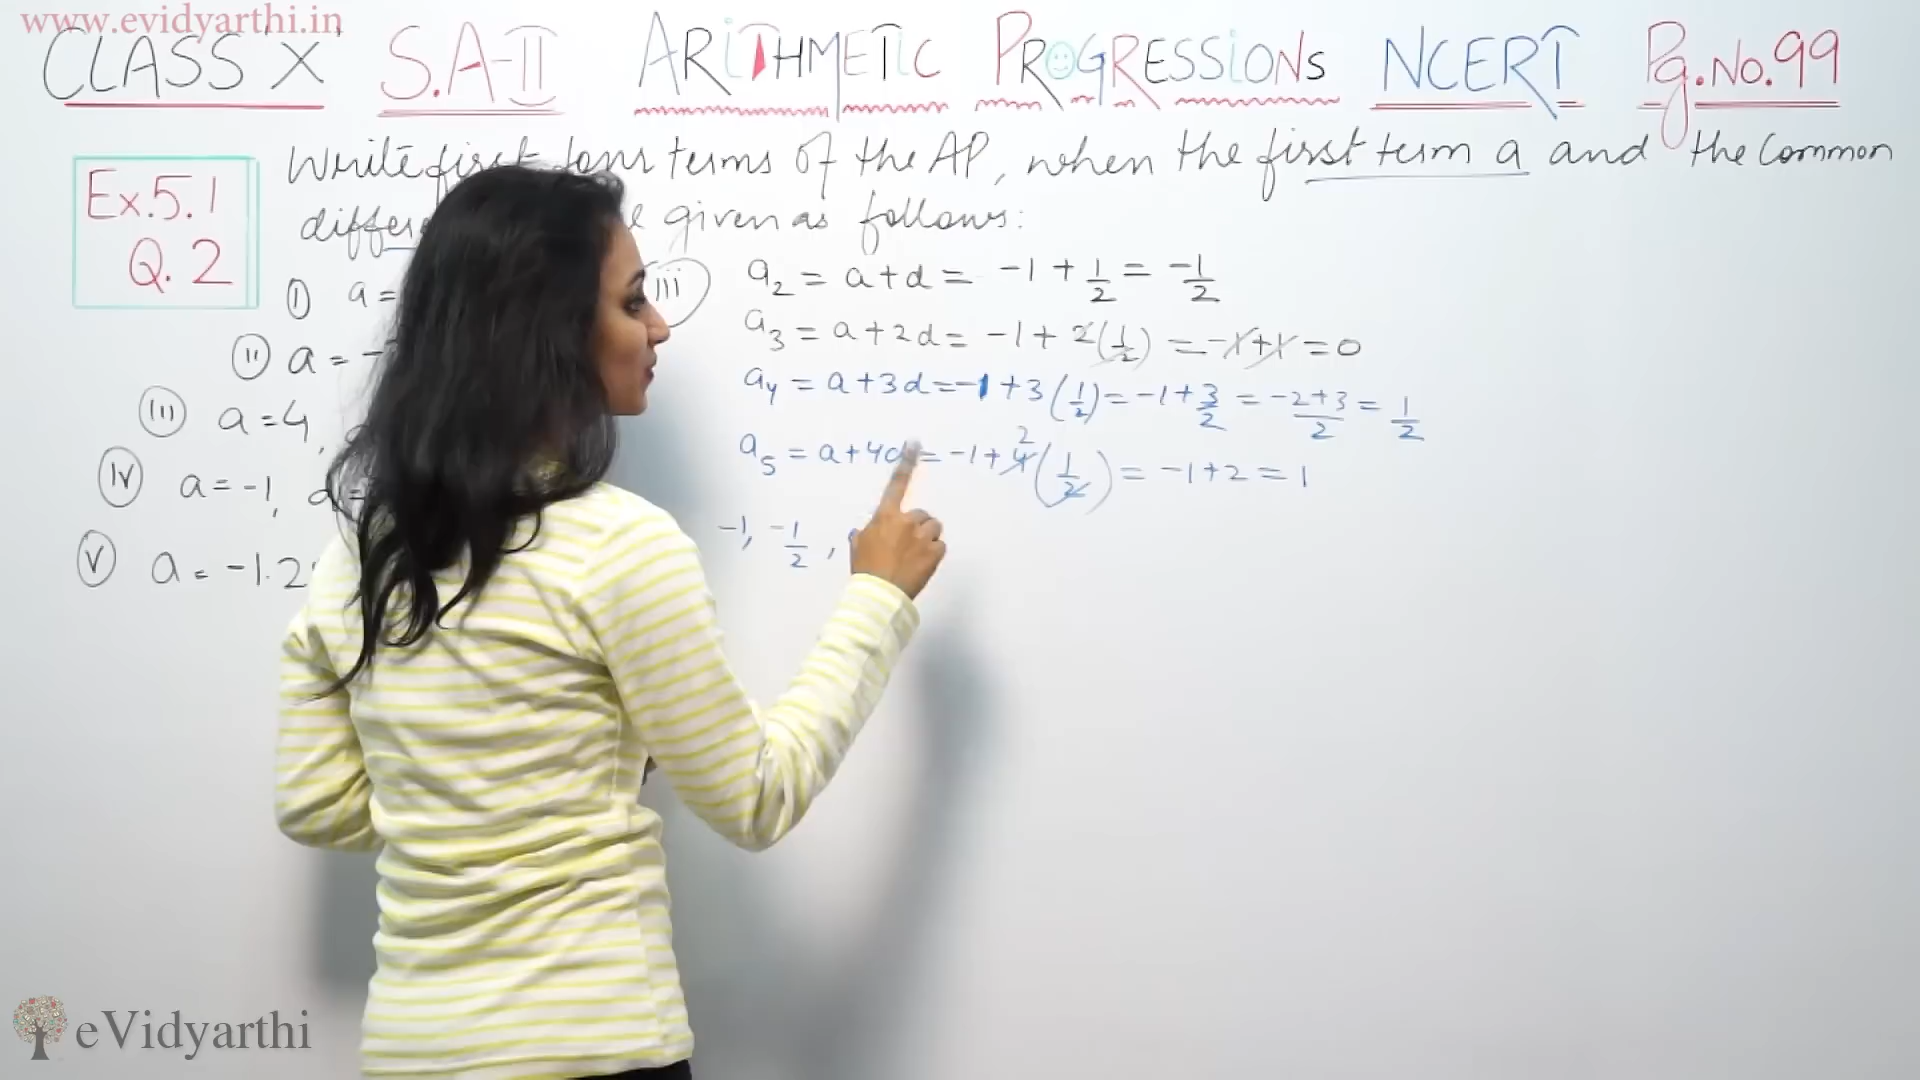 www.evidyarthi.in
CLASS 'X' S.A-II ARITHMETIC PROGRESSIONS NCERT Pg.No.99
Ex.5.1
Q.2
Write first four terms of the AP, when the first term a and the Common
given as follows:
(i) a =
(ii) a = -
(iii) a = 4,
(iv) a = -1, d =
(v) a = -1.2
(iii) a₂ = a + d = -1 + 1/2 = -1/2
a₃ = a + 2d = -1 + 2(1/2) = -1 + 1 = 0
a₄ = a + 3d = -1 + 3(1/2) = -1 + 3/2 = -2+3/2 = 1/2
a₅ = a + 4d = -1 + 4 2 (1/2) = -1 + 2 = 1
-1, -1/2 ,
eVidyarthi